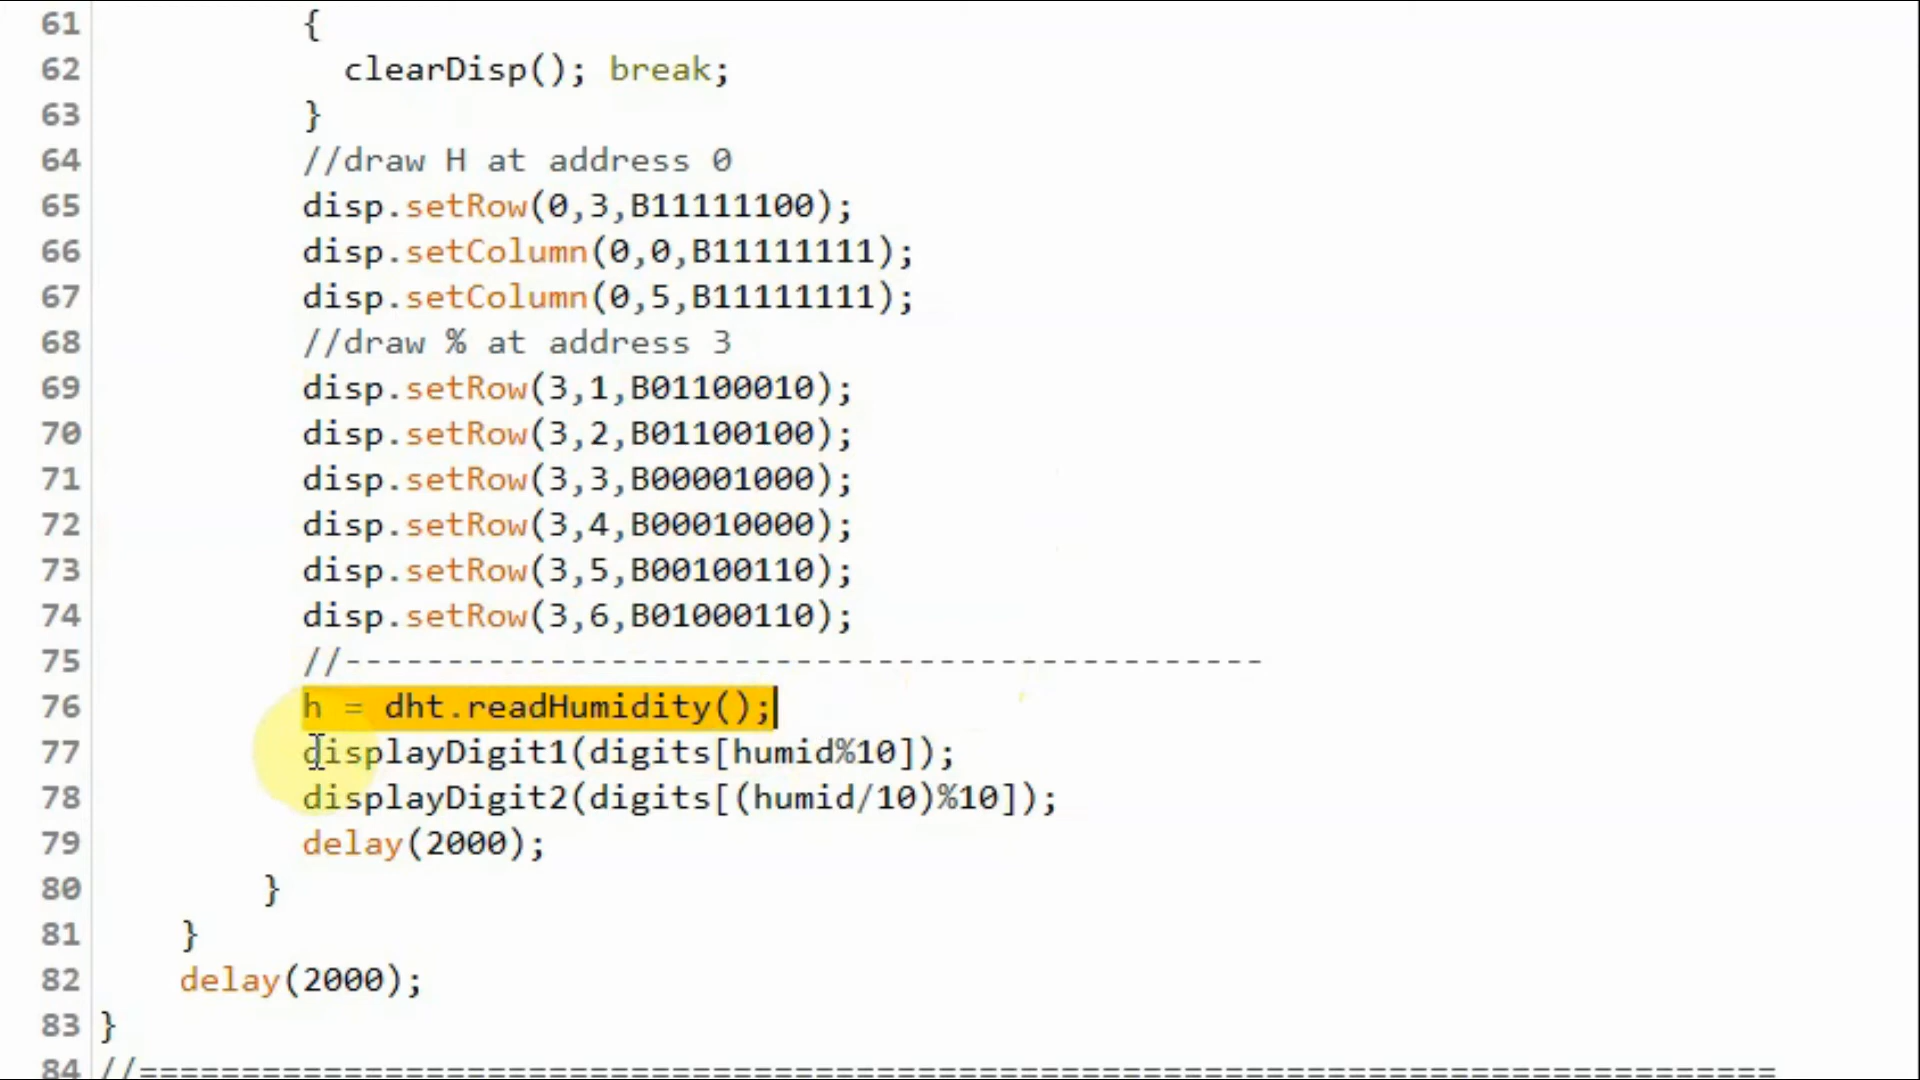 61 {
62 clearDisp(); break;
63 }
64 //draw H at address 0
65 disp.setRow(0,3,B11111100);
66 disp.setColumn(0,0,B11111111);
67 disp.setColumn(0,5,B11111111);
68 //draw % at address 3
69 disp.setRow(3,1,B01100010);
70 disp.setRow(3,2,B01100100);
71 disp.setRow(3,3,B00001000);
72 disp.setRow(3,4,B00010000);
73 disp.setRow(3,5,B00100110);
74 disp.setRow(3,6,B01000110);
75 //---------------------------------------------
76 h = dht.readHumidity();
77 displayDigit1(digits[humid%10]);
78 displayDigit2(digits[(humid/10)%10]);
79 delay(2000);
80 }
81 }
82 delay(2000);
83 }
84 //================================================================================